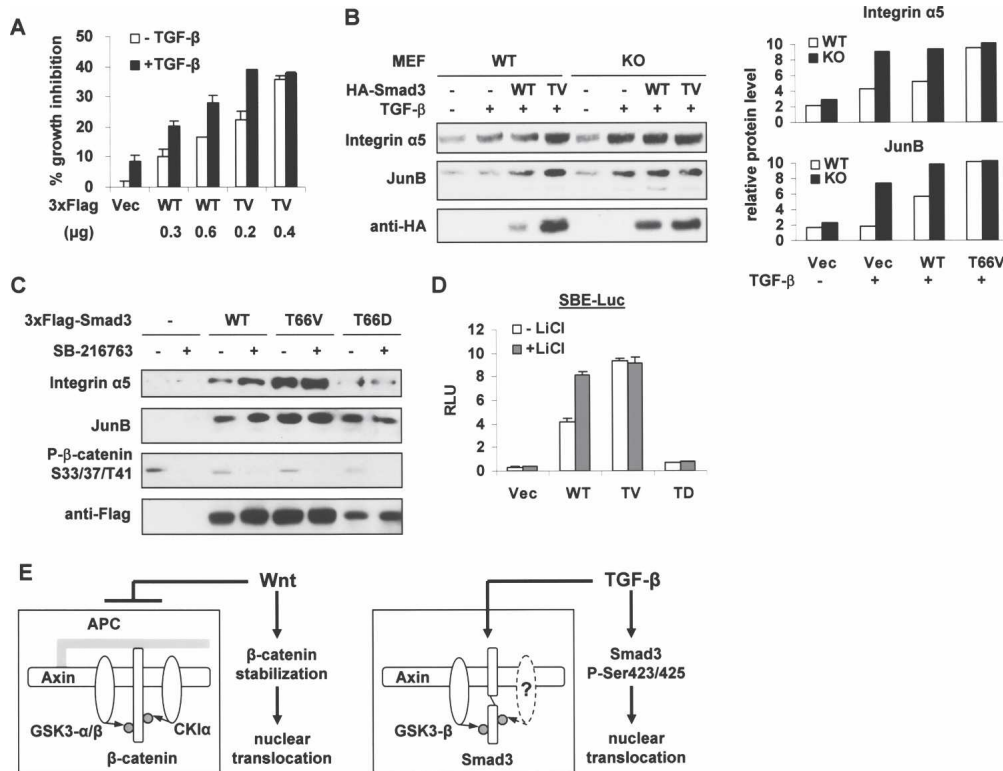 A
- TGF-β
+TGF-β
% growth inhibition
50
40
30
20
10
0
3xFlag Vec WT WT TV TV
(μg) 0.3 0.6 0.2 0.4
B
MEF WT KO
HA-Smad3 - - WT TV - - WT TV
TGF-β - + + + - + + +
Integrin α5
JunB
anti-HA
Integrin α5
WT
KO
10
8
6
4
2
0
JunB
WT
KO
10
8
6
4
2
0
relative protein level
Vec Vec WT T66V
TGF-β - + + +
C
3xFlag-Smad3 - WT T66V T66D
SB-216763 - + - + - + - +
Integrin α5
JunB
P-β-catenin
S33/37/T41
anti-Flag
D
SBE-Luc
- LiCl
+LiCl
RLU
12
10
8
6
4
2
0
Vec WT TV TD
E
Wnt
APC
Axin
GSK3-α/β
CKIα
β-catenin
β-catenin
stabilization
nuclear
translocation
TGF-β
Axin
?
GSK3-β
Smad3
Smad3
P-Ser423/425
nuclear
translocation